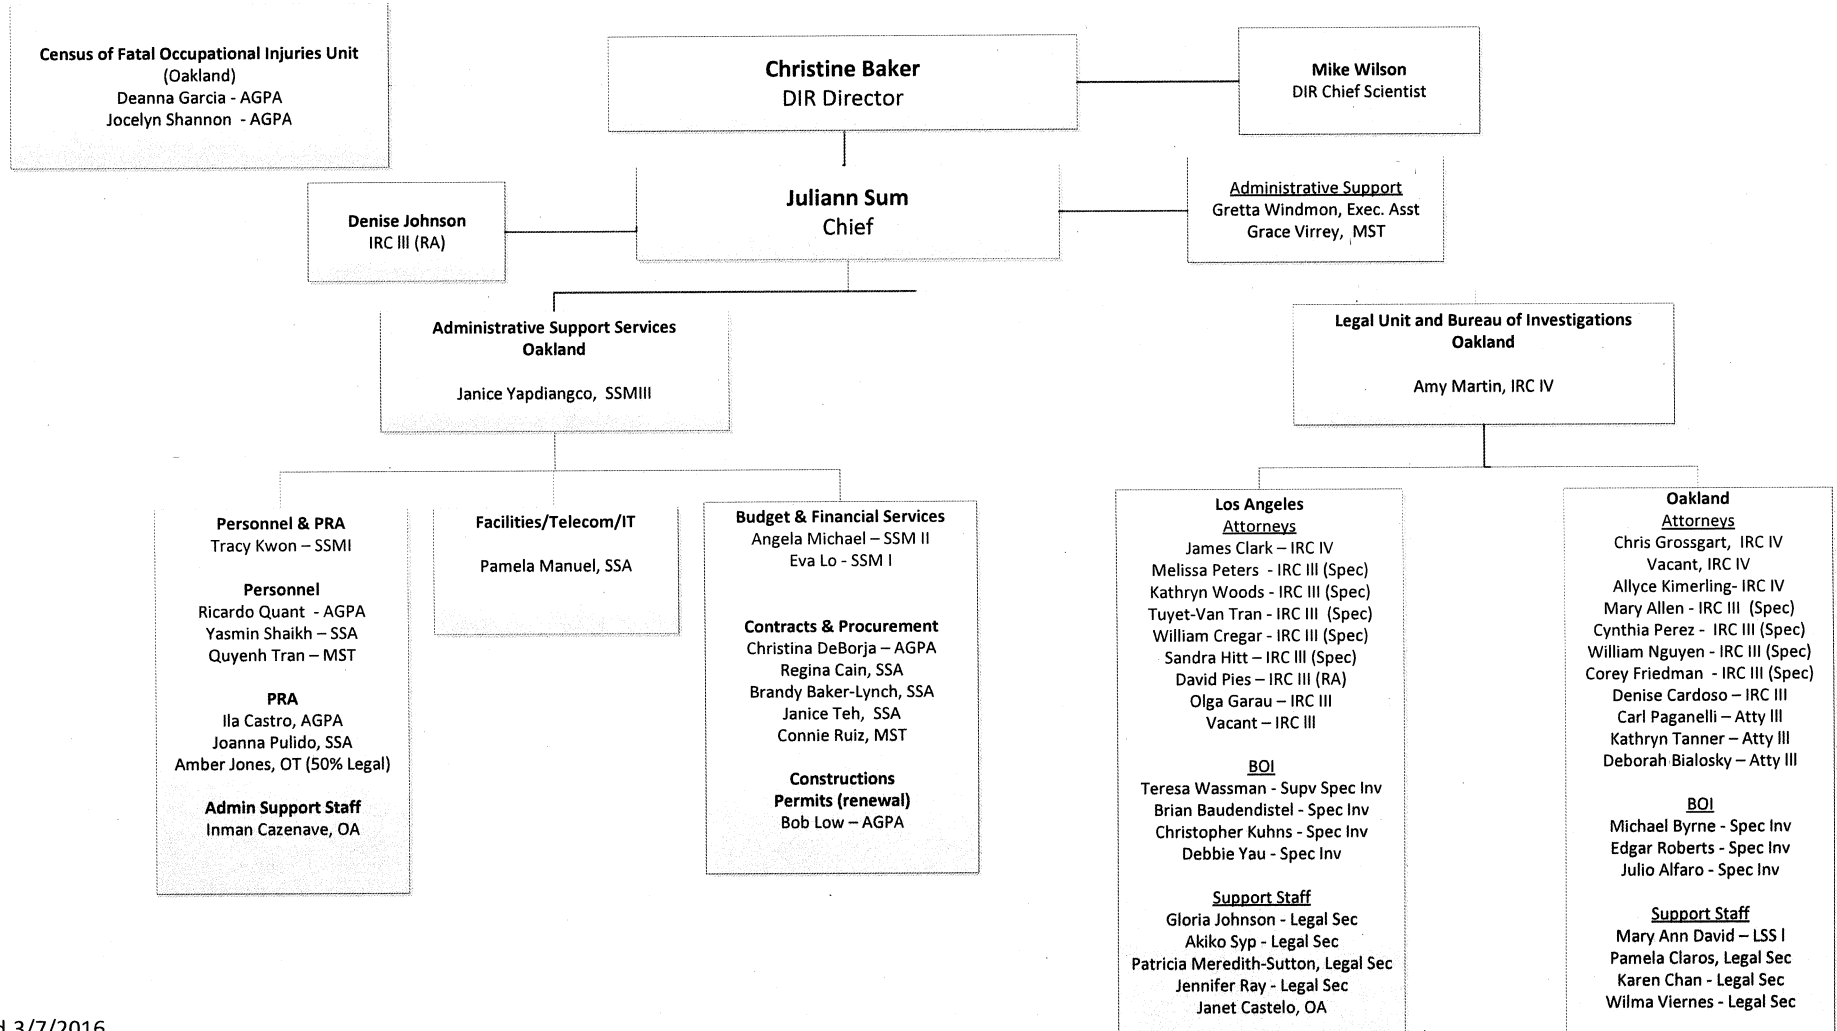 Census of Fatal Occupational Injuries Unit
(Oakland)
Deanna Garcia - AGPA
Jocelyn Shannon - AGPA
Christine Baker
DIR Director
Mike Wilson
DIR Chief Scientist
Denise Johnson
IRC III (RA)
Juliann Sum
Chief
Administrative Support
Gretta Windmon, Exec. Asst
Grace Virrey, MST
Administrative Support Services
Oakland
Janice Yapdiangco, SSMIII
Legal Unit and Bureau of Investigations
Oakland
Amy Martin, IRC IV
Personnel & PRA
Tracy Kwon – SSMI
Personnel
Ricardo Quant - AGPA
Yasmin Shaikh – SSA
Quyenh Tran – MST
PRA
Ila Castro, AGPA
Joanna Pulido, SSA
Amber Jones, OT (50% Legal)
Admin Support Staff
Inman Cazenave, OA
Facilities/Telecom/IT
Pamela Manuel, SSA
Budget & Financial Services
Angela Michael – SSM II
Eva Lo - SSM I
Contracts & Procurement
Christina DeBorja – AGPA
Regina Cain, SSA
Brandy Baker-Lynch, SSA
Janice Teh, SSA
Connie Ruiz, MST
Constructions
Permits (renewal)
Bob Low – AGPA
Los Angeles
Attorneys
James Clark – IRC IV
Melissa Peters - IRC III (Spec)
Kathryn Woods - IRC III (Spec)
Tuyet-Van Tran - IRC III (Spec)
William Cregar - IRC III (Spec)
Sandra Hitt – IRC III (Spec)
David Pies – IRC III (RA)
Olga Garau – IRC III
Vacant – IRC III
BOI
Teresa Wassman - Supv Spec Inv
Brian Baudendistel - Spec Inv
Christopher Kuhns - Spec Inv
Debbie Yau - Spec Inv
Support Staff
Gloria Johnson - Legal Sec
Akiko Syp - Legal Sec
Patricia Meredith-Sutton, Legal Sec
Jennifer Ray - Legal Sec
Janet Castelo, OA
Oakland
Attorneys
Chris Grossgart, IRC IV
Vacant, IRC IV
Allyce Kimerling- IRC IV
Mary Allen - IRC III (Spec)
Cynthia Perez - IRC III (Spec)
William Nguyen - IRC III (Spec)
Corey Friedman - IRC III (Spec)
Denise Cardoso – IRC III
Carl Paganelli – Atty III
Kathryn Tanner – Atty III
Deborah Bialosky – Atty III
BOI
Michael Byrne - Spec Inv
Edgar Roberts - Spec Inv
Julio Alfaro - Spec Inv
Support Staff
Mary Ann David – LSS I
Pamela Claros, Legal Sec
Karen Chan - Legal Sec
Wilma Viernes - Legal Sec
3/7/2016